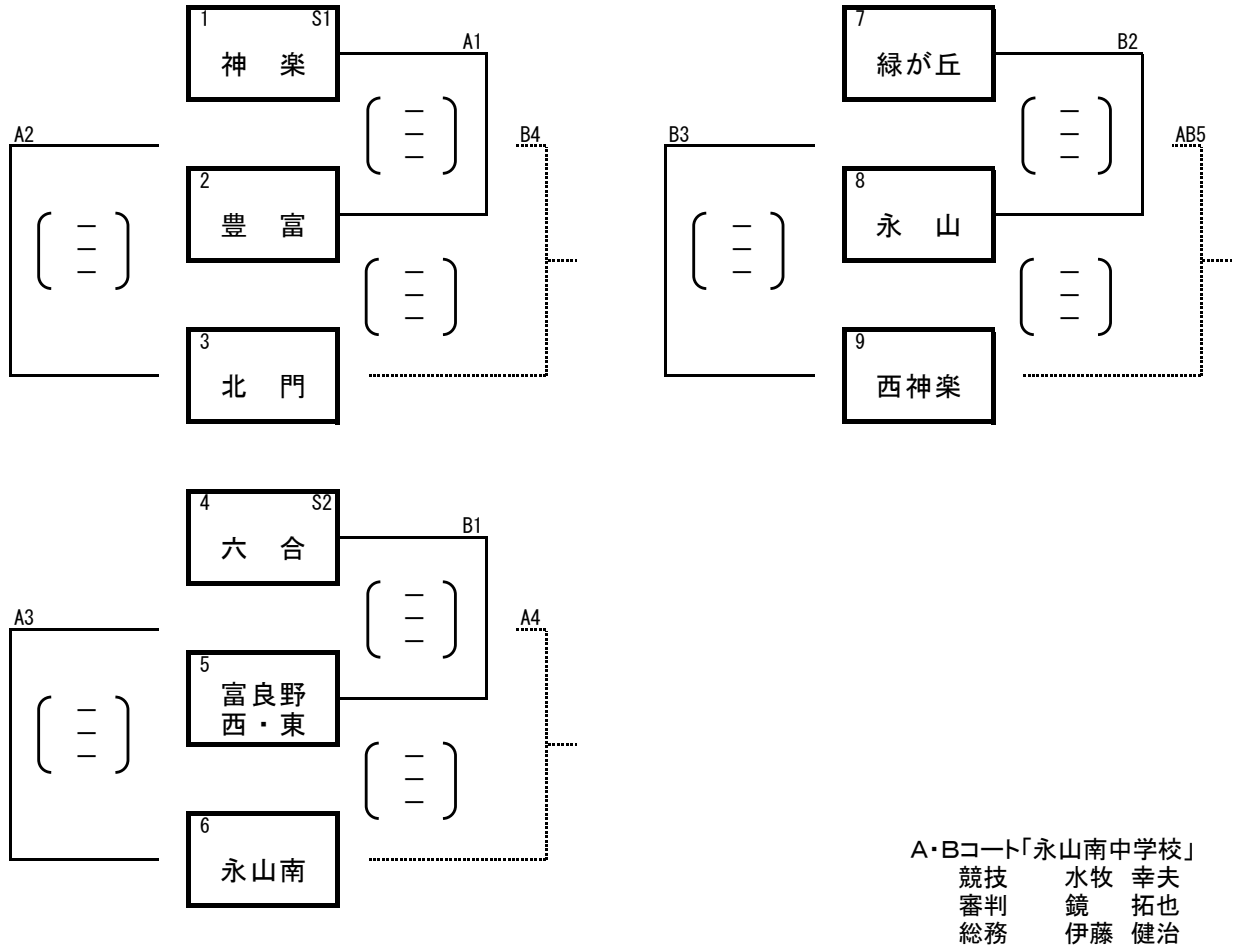 1 S1
神 楽
A1
A2
B4
2
豊 富
3
北 門
7
緑が丘
B2
B3
AB5
8
永 山
9
西神楽
4 S2
六 合
B1
A3
A4
5
富良野
西・東
6
永山南
A・Bコート「永山南中学校」
競技 水牧 幸夫
審判 鏡 拓也
総務 伊藤 健治